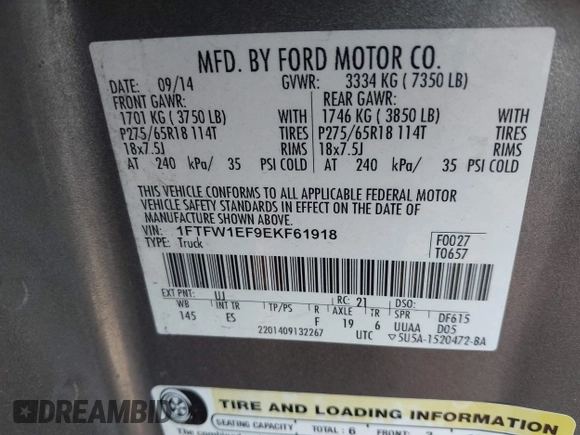 MFD. BY FORD MOTOR CO.
DATE: 09/14 GVWR: 3334 KG ( 7350 LB)
FRONT GAWR: REAR GAWR:
1701 KG ( 3750 LB) WITH 1746 KG ( 3850 LB) WITH
P275/65R18 114T TIRES P275/65R18 114T TIRES
18x7.5J RIMS 18x7.5J RIMS
AT 240 kPa/ 35 PSI COLD AT 240 kPa/ 35 PSI COLD
THIS VEHICLE CONFORMS TO ALL APPLICABLE FEDERAL MOTOR
VEHICLE SAFETY STANDARDS IN EFFECT ON THE DATE OF
MANUFACTURE SHOWN ABOVE.
VIN: 1FTFW1EF9EKF61918 F0027
TYPE: Truck T0657
EXT PNT: UJ RC: 21 DSO:
WB INT TR TP/PS R AXLE TR SPR DF615
145 ES F 19 6 UUAA D05
2201409132267 UTC 5U5A-1520472-BA
TIRE AND LOADING INFORMATION
SEATING CAPACITY TOTAL: 6 FRONT: 3
DREAMBID